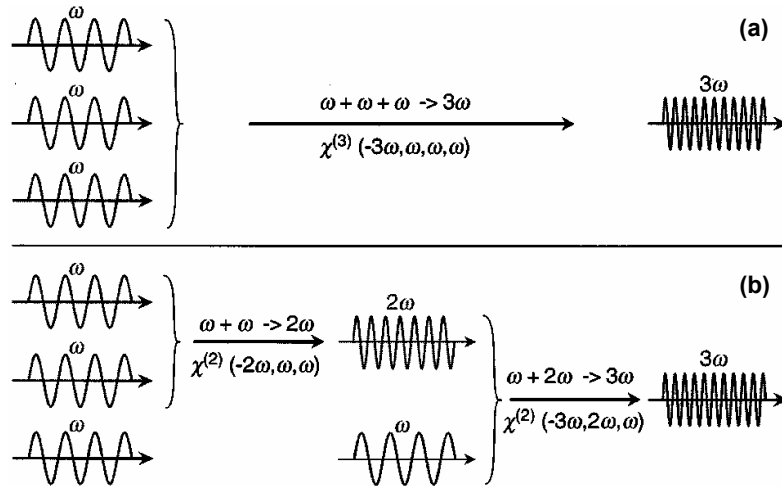 ω
(a)
ω
ω + ω + ω -> 3ω
3ω
χ(3) (-3ω,ω,ω,ω)
ω
ω
(b)
ω + ω -> 2ω
2ω
χ(2) (-2ω,ω,ω)
ω
ω + 2ω -> 3ω
3ω
χ(2) (-3ω,2ω,ω)
ω
ω